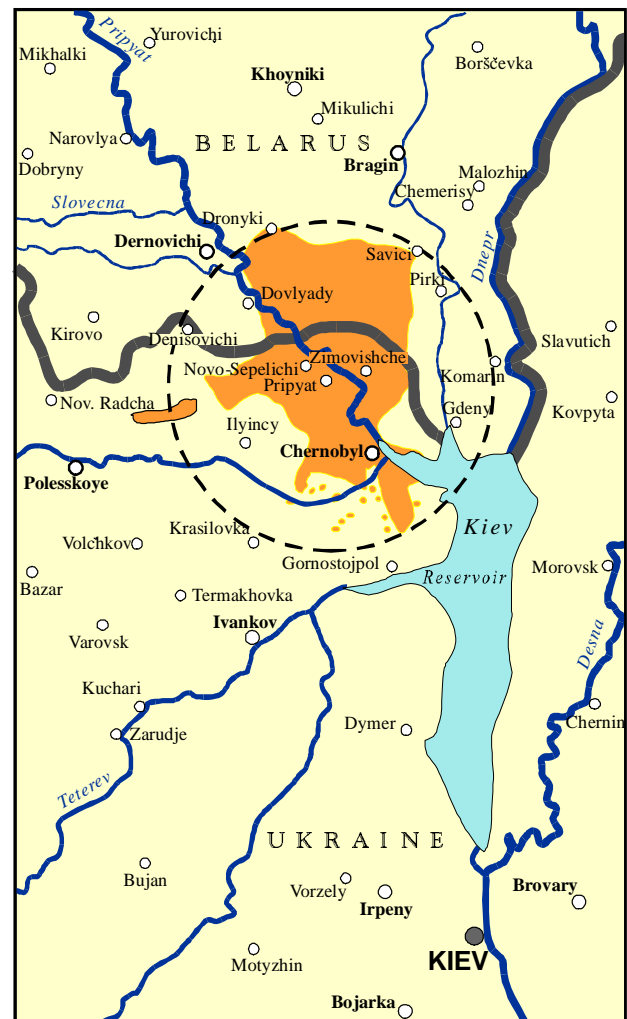 Pripyat
Yurovichi
Mikhalki
Borščevka
Khoyniki
Mikulichi
Narovlya
BELARUS
Dobryny
Bragin
Malozhin
Chemerisy
Slovecna
Dronyki
Dernovichi
Savici
Dnepr
Pirki
Dovlyady
Kirovo
Denisovichi
Slavutich
Zimovishche
Novo-Sepelichi
Komarin
Pripyat
Nov. Radcha
Gdeny
Kovpyta
Ilyincy
Chernobyl
Polesskoye
Krasilovka
Kiev
Volchkov
Gornostojpol
Reservoir
Morovsk
Bazar
Termakhovka
Ivankov
Varovsk
Desna
Kuchari
Chernin
Dymer
Zarudje
Teterev
UKRAINE
Bujan
Vorzely
Brovary
Irpeny
KIEV
Motyzhin
Bojarka